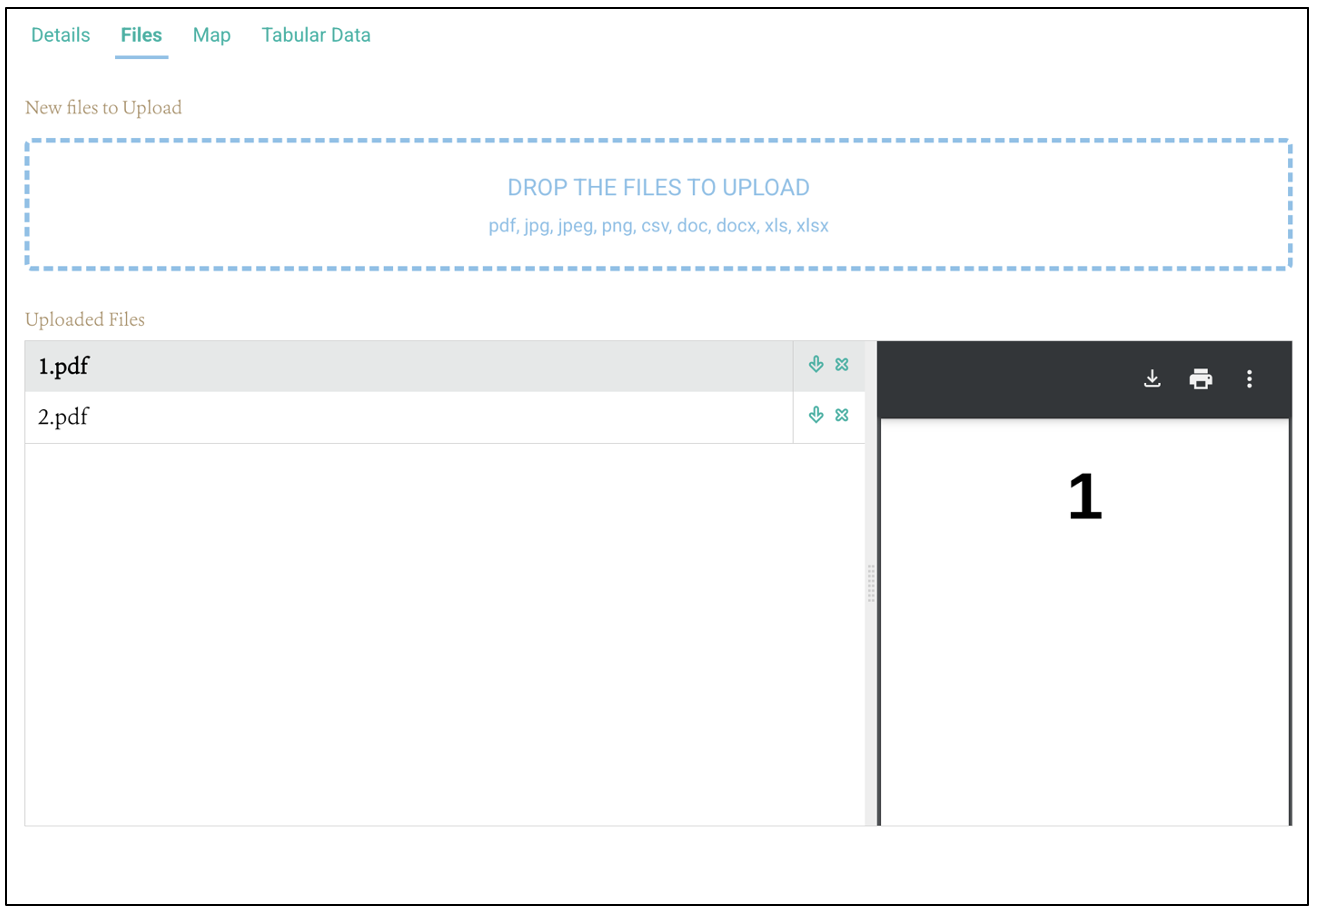 Details Files Map Tabular Data
New files to Upload
DROP THE FILES TO UPLOAD
pdf, jpg, jpeg, png, csv, doc, docx, xls, xlsx
Uploaded Files
1.pdf
2.pdf
1